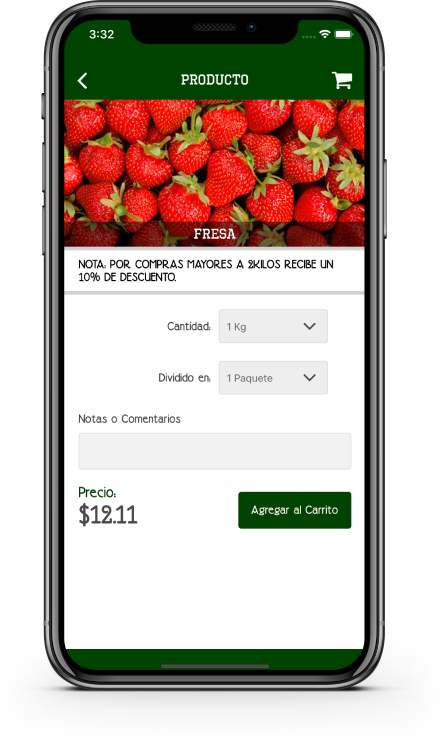 3:32
PRODUCTO
FRESA
NOTA: POR COMPRAS MAYORES A 2KILOS RECIBE UN
10% DE DESCUENTO.
Cantidad: 1 Kg
Dividido en: 1 Paquete
Notas o Comentarios
Precio:
$12.11
Agregar al Carrito